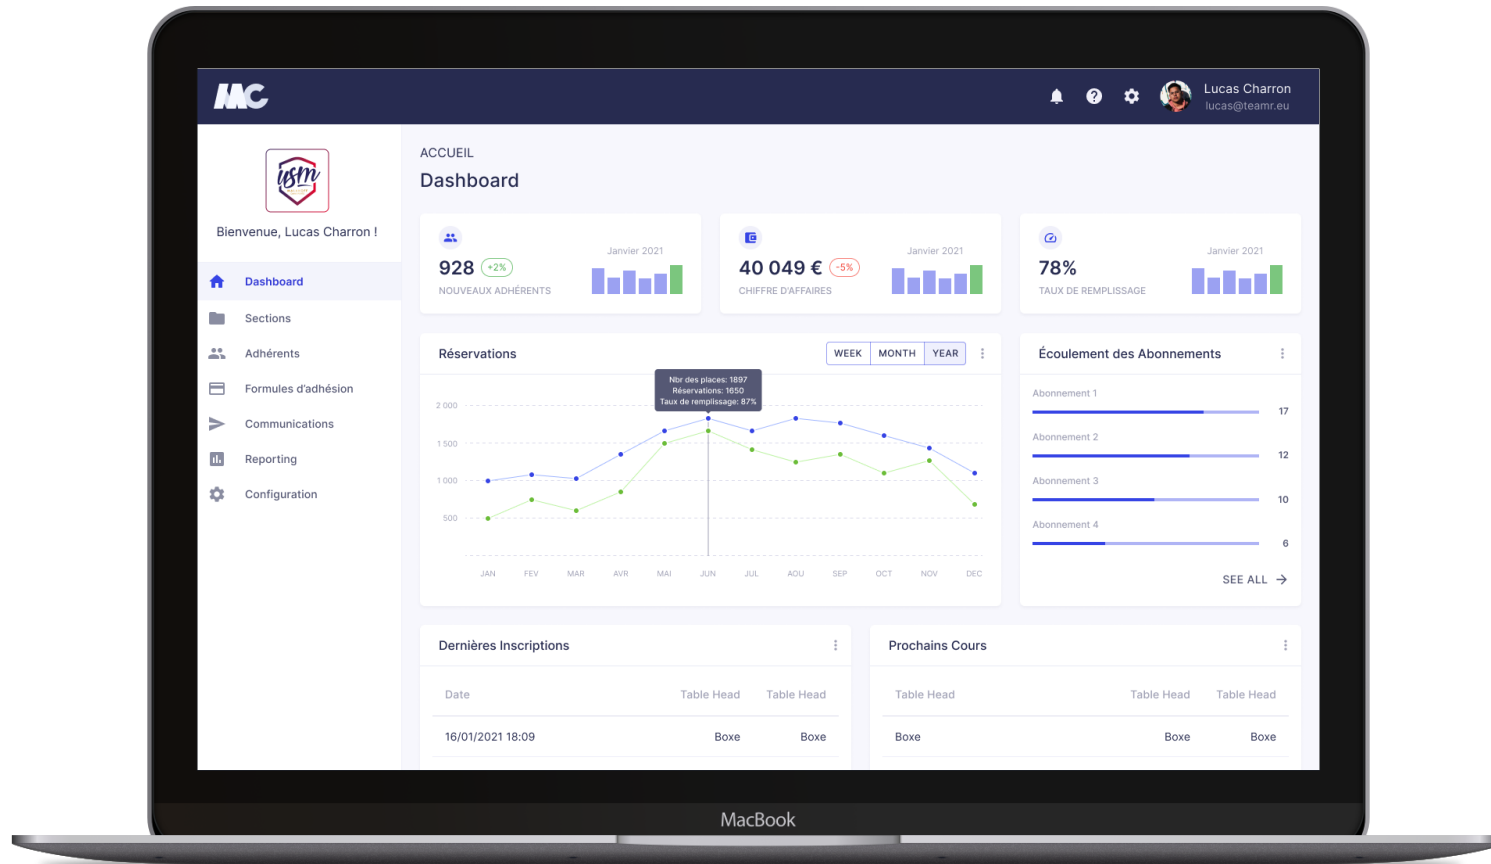 MC
Lucas Charron
lucas@teamr.eu
usm
Bienvenue, Lucas Charron !
Dashboard
Sections
Adhérents
Formules d'adhésion
Communications
Reporting
Configuration
ACCUEIL
Dashboard
Janvier 2021
928 +2%
NOUVEAUX ADHÉRENTS
Janvier 2021
40 049 € -5%
CHIFFRE D'AFFAIRES
Janvier 2021
78%
TAUX DE REMPLISSAGE
Réservations
WEEK MONTH YEAR
Nbr des places: 1897
Réservations: 1650
Taux de remplissage: 87%
2 000
1 500
1 000
500
JAN FEV MAR AVR MAI JUN JUL AOU SEP OCT NOV DEC
Écoulement des Abonnements
Abonnement 1
17
Abonnement 2
12
Abonnement 3
10
Abonnement 4
6
SEE ALL
Dernières Inscriptions
Date Table Head Table Head
16/01/2021 18:09 Boxe Boxe
Prochains Cours
Table Head Table Head Table Head
Boxe Boxe Boxe
MacBook